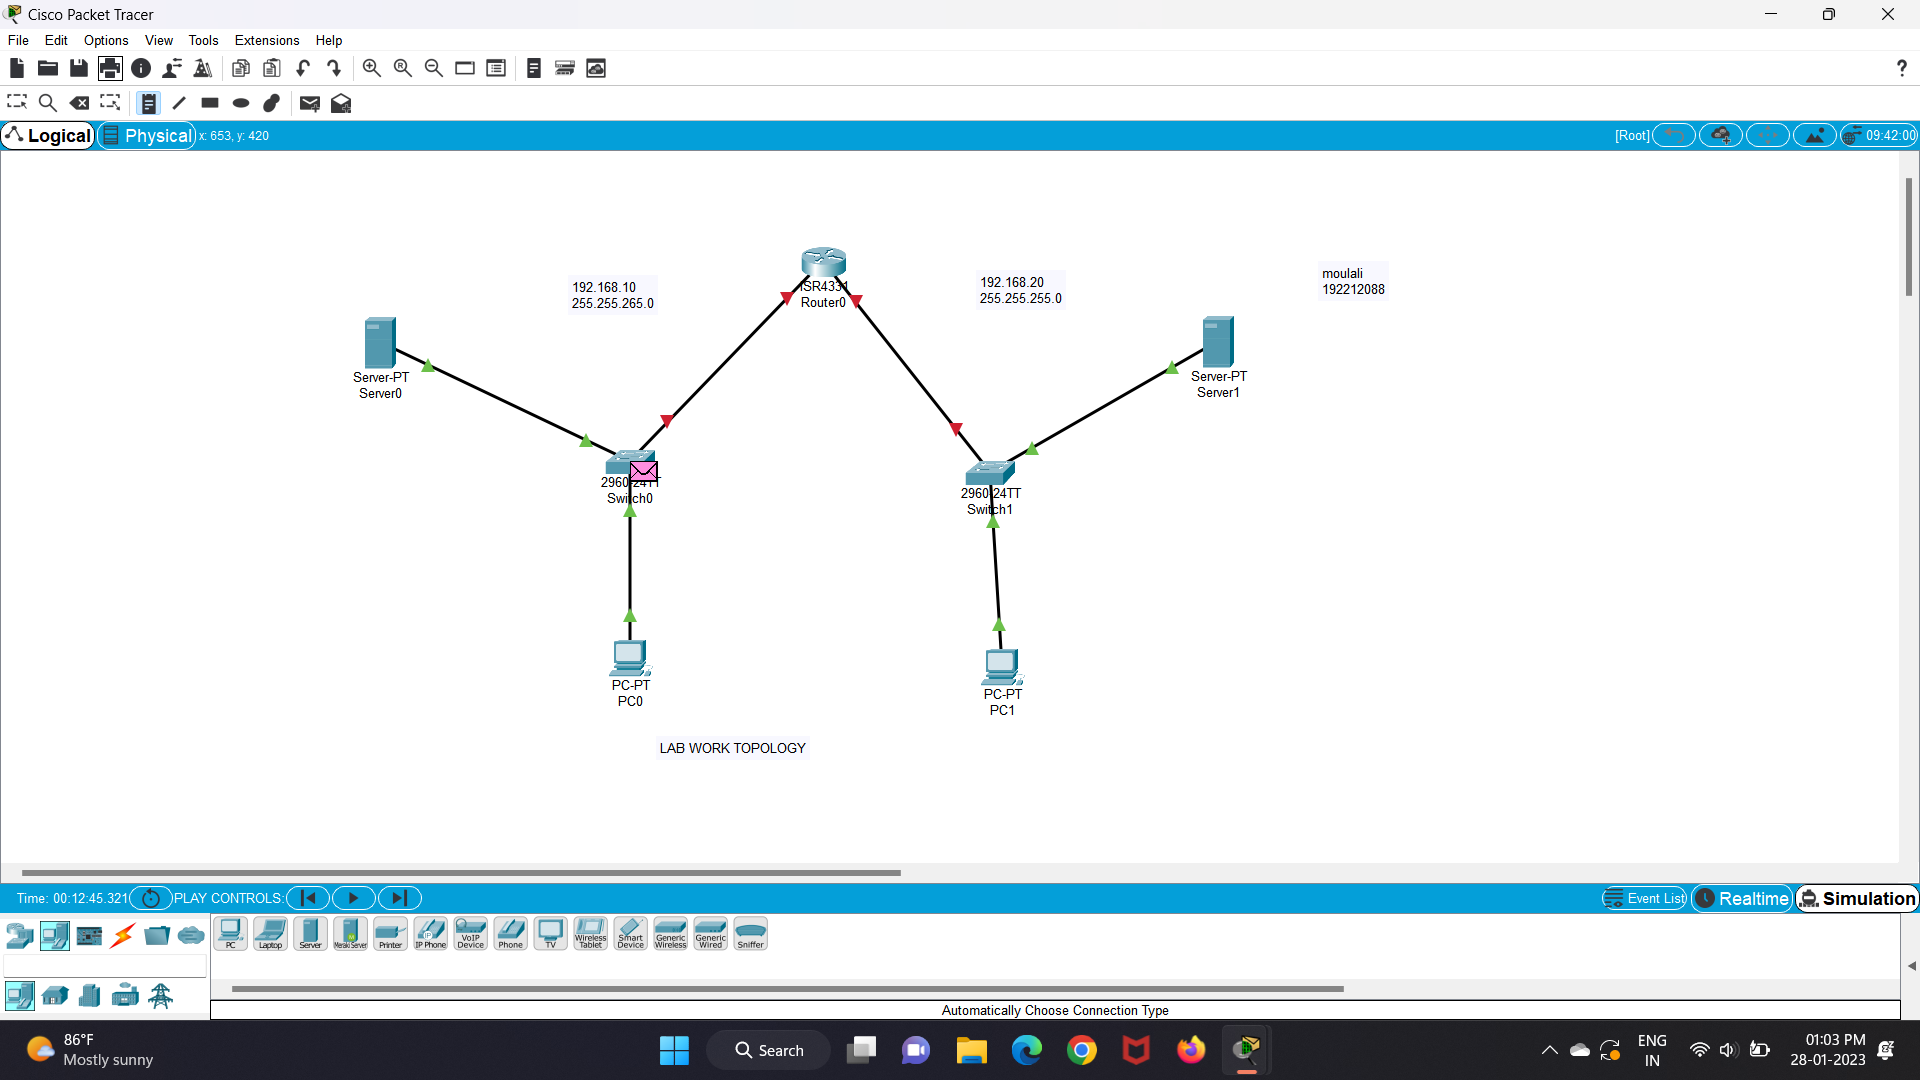 Cisco Packet Tracer
File Edit Options View Tools Extensions Help
?
Logical Physical x: 653, y: 420 [Root] 09:42:00
192.168.10
255.255.265.0
ISR4331
Router0
192.168.20
255.255.255.0
moulali
192212088
Server-PT
Server0
Server-PT
Server1
2960-24TT
Switch0
2960-24TT
Switch1
PC-PT
PC0
PC-PT
PC1
LAB WORK TOPOLOGY
Time: 00:12:45.321 PLAY CONTROLS: Event List Realtime Simulation
PC Laptop Server Meraki Server Printer IP Phone VoIP Device Phone TV Wireless Tablet Smart Device Generic Wireless Generic Wired Sniffer
Automatically Choose Connection Type
86°F
Mostly sunny
Search
ENG
IN
01:03 PM
28-01-2023